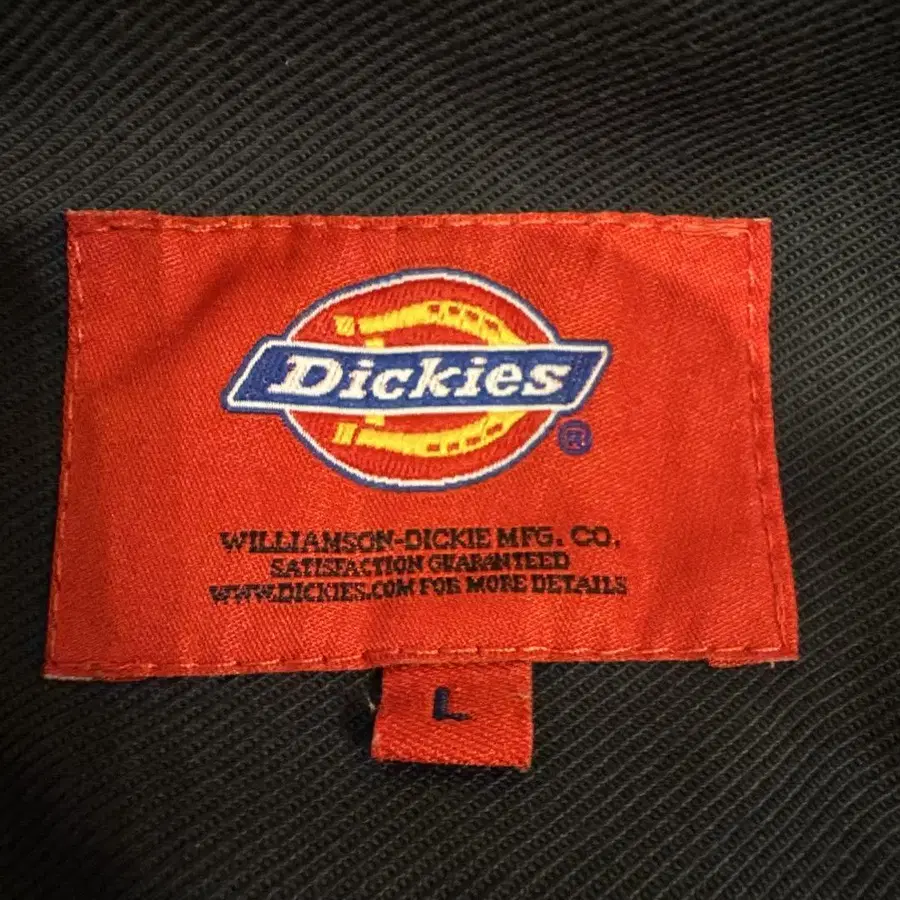 Dickies
®
WILLIAMSON-DICKIE MFG. CO.
SATISFACTION GUARANTEED
WWW.DICKIES.COM FOR MORE DETAILS
L